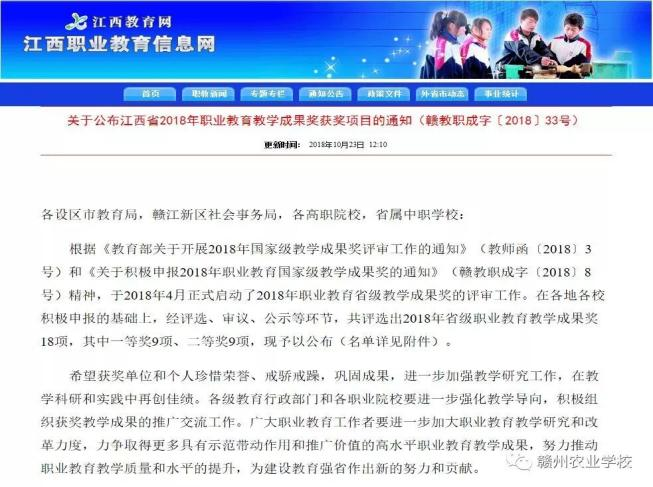 江西教育网
江西职业教育信息网
首页 职教新闻 专题专栏 通知公告 政策文件 外省市动态 事业统计
关于公布江西省2018年职业教育教学成果奖获奖项目的通知（赣教职成字〔2018〕33号）
更新时间： 2018年10月23日 12:10
各设区市教育局，赣江新区社会事务局，各高职院校，省属中职学校：
根据《教育部关于开展2018年国家级教学成果奖评审工作的通知》（教师函〔2018〕3
号）和《关于积极申报2018年职业教育国家级教学成果奖的通知》（赣教职成字〔2018〕8
号）精神，于2018年4月正式启动了2018年职业教育省级教学成果奖的评审工作。在各地各校
积极申报的基础上，经评选、审议、公示等环节，共评选出2018年省级职业教育教学成果奖
18项，其中一等奖9项、二等奖9项，现予以公布（名单详见附件）。
希望获奖单位和个人珍惜荣誉、戒骄戒躁，巩固成果，进一步加强教学研究工作，在教
学科研和实践中再创佳绩。各级教育行政部门和各职业院校要进一步强化教学导向，积极组
织获奖教学成果的推广交流工作。广大职业教育工作者要进一步加大职业教育教学研究和改
革力度，力争取得更多具有示范带动作用和推广价值的高水平职业教育教学成果，努力推动
职业教育教学质量和水平的提升，为建设教育强省作出新的努力和贡献。
赣州农业学校